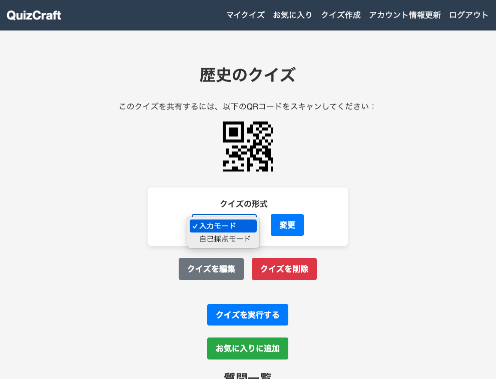 QuizCraft
マイクイズ お気に入り クイズ作成 アカウント情報更新 ログアウト
歴史のクイズ
このクイズを共有するには、以下のQRコードをスキャンしてください：
クイズの形式
✓入力モード
自己採点モード
変更
クイズを編集 クイズを削除
クイズを実行する
お気に入りに追加
質問一覧